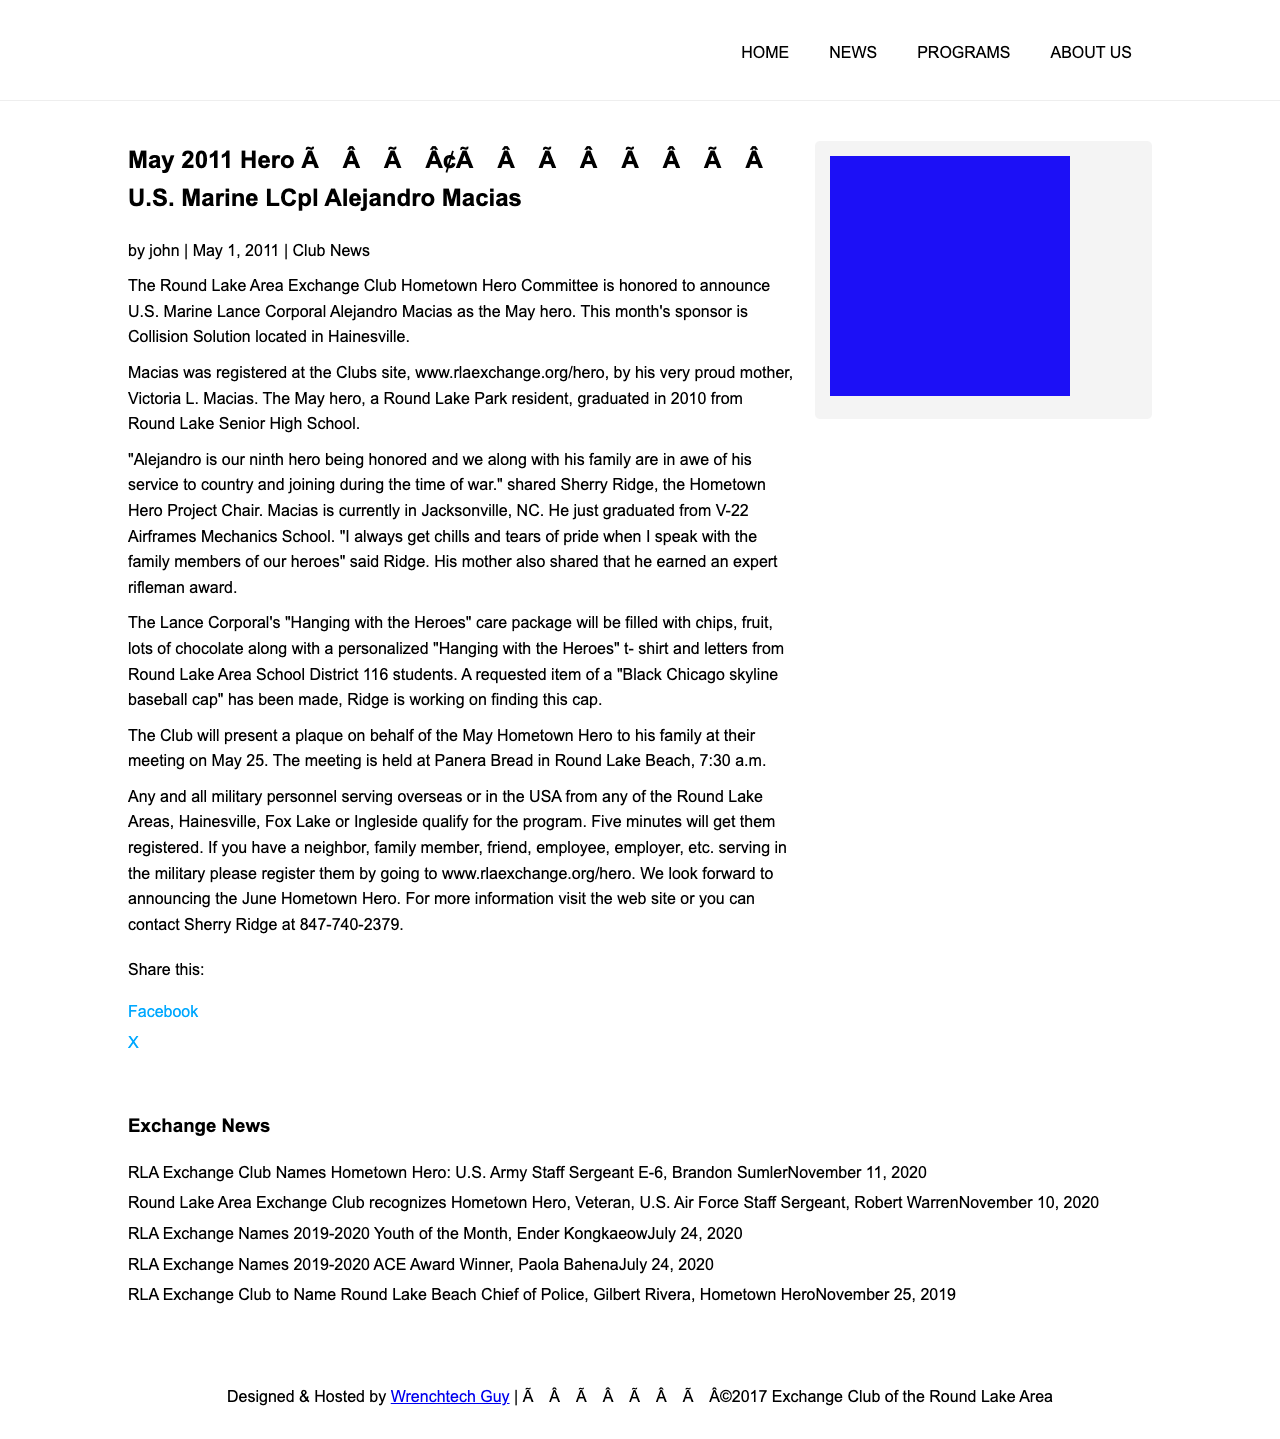 HOME NEWS PROGRAMS ABOUT US
May 2011 Hero Ã Â Ã Â¢Ã Â Ã Â Ã Â Ã Â
U.S. Marine LCpl Alejandro Macias
by john | May 1, 2011 | Club News
The Round Lake Area Exchange Club Hometown Hero Committee is honored to announce
U.S. Marine Lance Corporal Alejandro Macias as the May hero. This month's sponsor is
Collision Solution located in Hainesville.
Macias was registered at the Clubs site, www.rlaexchange.org/hero, by his very proud mother,
Victoria L. Macias. The May hero, a Round Lake Park resident, graduated in 2010 from
Round Lake Senior High School.
"Alejandro is our ninth hero being honored and we along with his family are in awe of his
service to country and joining during the time of war." shared Sherry Ridge, the Hometown
Hero Project Chair. Macias is currently in Jacksonville, NC. He just graduated from V-22
Airframes Mechanics School. "I always get chills and tears of pride when I speak with the
family members of our heroes" said Ridge. His mother also shared that he earned an expert
rifleman award.
The Lance Corporal's "Hanging with the Heroes" care package will be filled with chips, fruit,
lots of chocolate along with a personalized "Hanging with the Heroes" t- shirt and letters from
Round Lake Area School District 116 students. A requested item of a "Black Chicago skyline
baseball cap" has been made, Ridge is working on finding this cap.
The Club will present a plaque on behalf of the May Hometown Hero to his family at their
meeting on May 25. The meeting is held at Panera Bread in Round Lake Beach, 7:30 a.m.
Any and all military personnel serving overseas or in the USA from any of the Round Lake
Areas, Hainesville, Fox Lake or Ingleside qualify for the program. Five minutes will get them
registered. If you have a neighbor, family member, friend, employee, employer, etc. serving in
the military please register them by going to www.rlaexchange.org/hero. We look forward to
announcing the June Hometown Hero. For more information visit the web site or you can
contact Sherry Ridge at 847-740-2379.
Share this:
Facebook
X
Exchange News
RLA Exchange Club Names Hometown Hero: U.S. Army Staff Sergeant E-6, Brandon SumlerNovember 11, 2020
Round Lake Area Exchange Club recognizes Hometown Hero, Veteran, U.S. Air Force Staff Sergeant, Robert WarrenNovember 10, 2020
RLA Exchange Names 2019-2020 Youth of the Month, Ender KongkaeowJuly 24, 2020
RLA Exchange Names 2019-2020 ACE Award Winner, Paola BahenaJuly 24, 2020
RLA Exchange Club to Name Round Lake Beach Chief of Police, Gilbert Rivera, Hometown HeroNovember 25, 2019
Designed & Hosted by Wrenchtech Guy | Ã Â Ã Â Ã Â Ã Â©2017 Exchange Club of the Round Lake Area